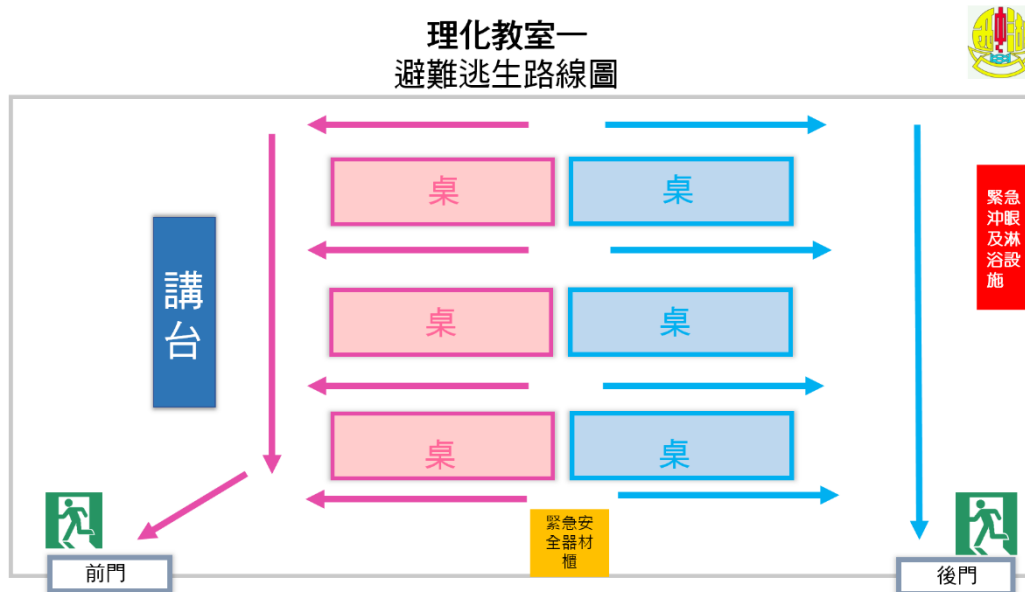 理化教室一
避難逃生路線圖
桌
桌
緊急
沖眼
及淋
浴設
施
講
台
桌
桌
桌
桌
緊急安
全器材
櫃
前門
後門